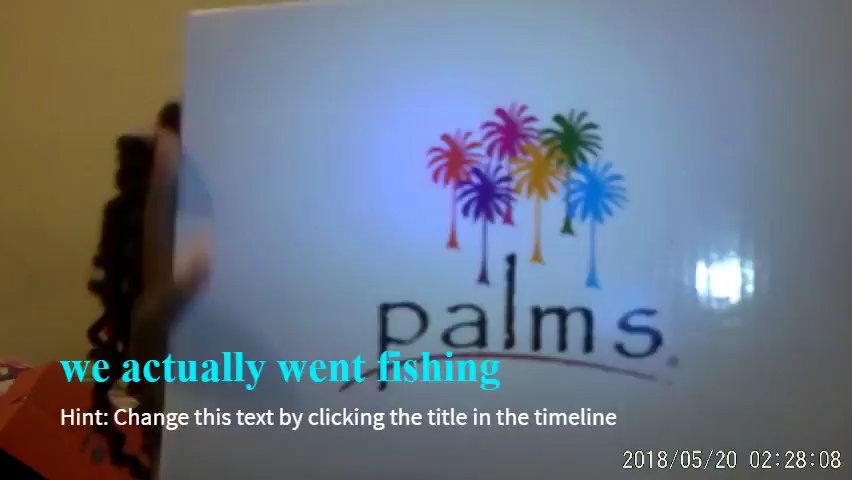 palms
we actually went fishing
Hint: Change this text by clicking the title in the timeline
2018/05/20 02:28:08